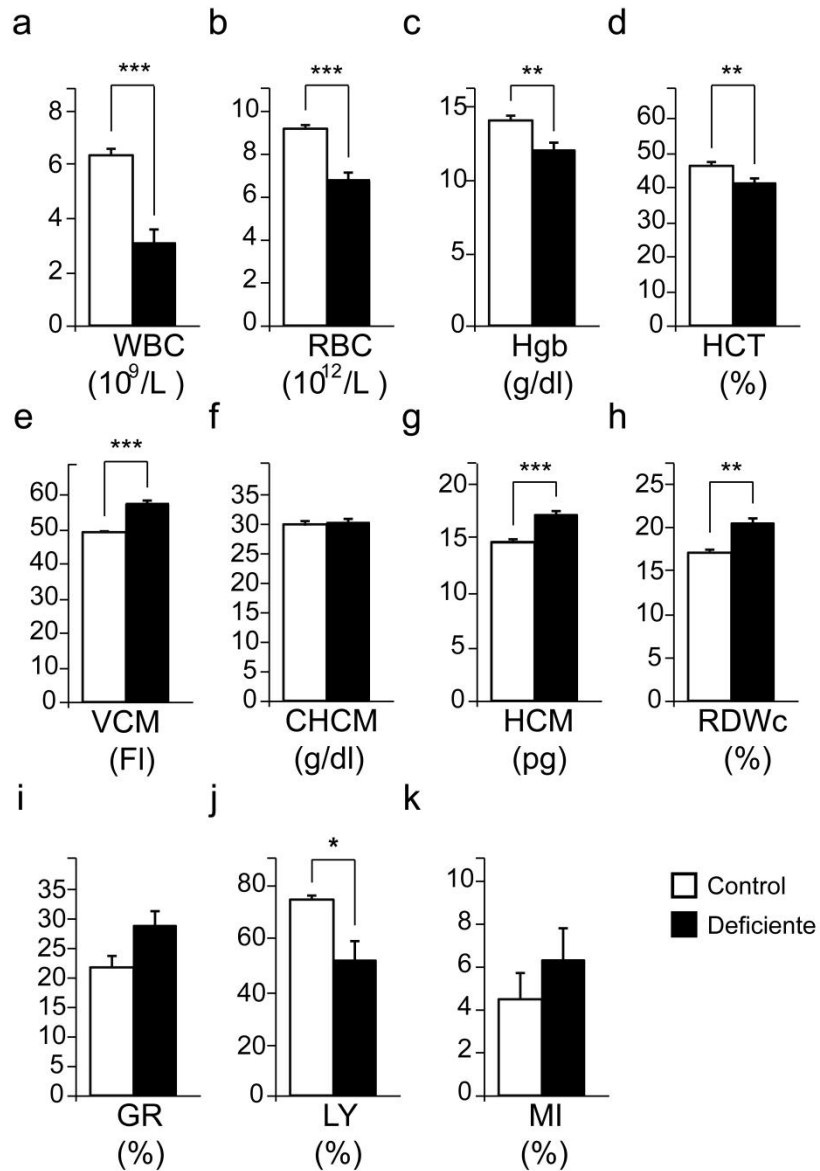 a
***
8
6
4
2
0
WBC
(10⁹/L )
b
***
10
8
6
4
2
0
RBC
(10¹²/L )
c
**
15
10
5
0
Hgb
(g/dl)
d
**
60
50
40
30
20
10
0
HCT
(%)
e
***
60
50
40
30
20
10
0
VCM
(Fl)
f
35
30
25
20
15
10
5
0
CHCM
(g/dl)
g
***
20
15
10
5
0
HCM
(pg)
h
**
25
20
15
10
5
0
RDWc
(%)
i
35
30
25
20
15
10
5
0
GR
(%)
j
*
80
60
40
20
0
LY
(%)
k
10
8
6
4
2
0
MI
(%)
Control
Deficiente